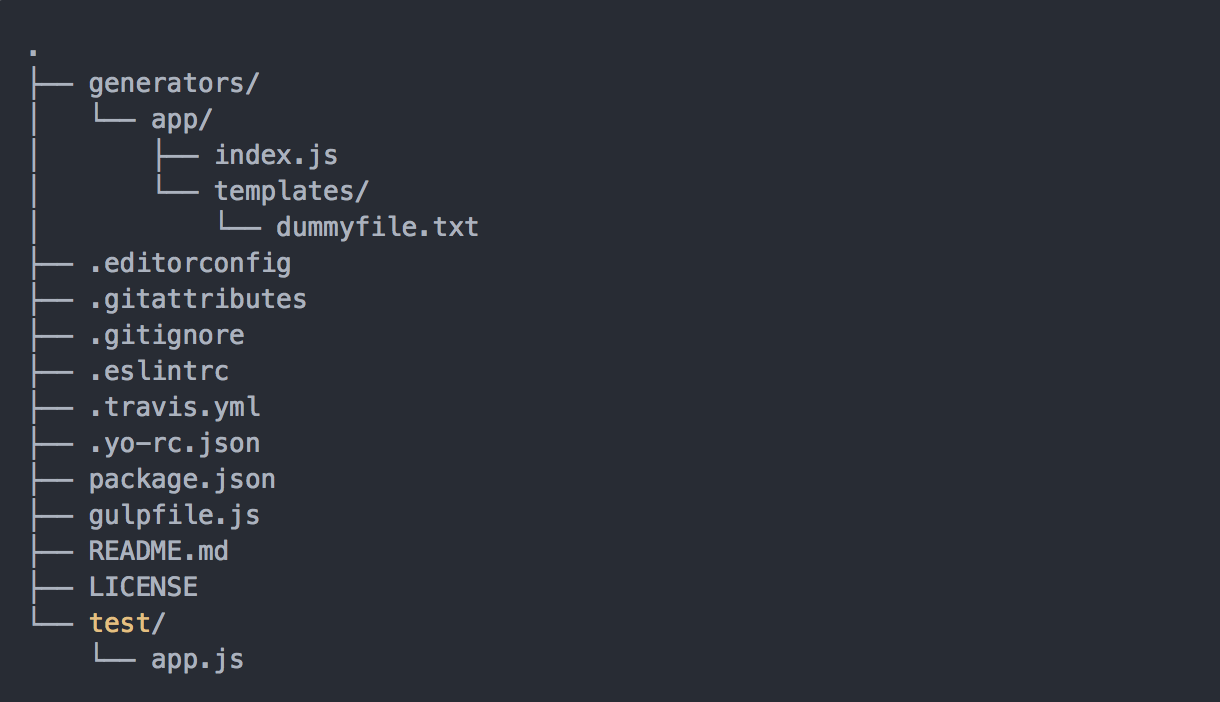 .
├── generators/
│   └── app/
│       ├── index.js
│       └── templates/
│           └── dummyfile.txt
├── .editorconfig
├── .gitattributes
├── .gitignore
├── .eslintrc
├── .travis.yml
├── .yo-rc.json
├── package.json
├── gulpfile.js
├── README.md
├── LICENSE
└── test/
    └── app.js